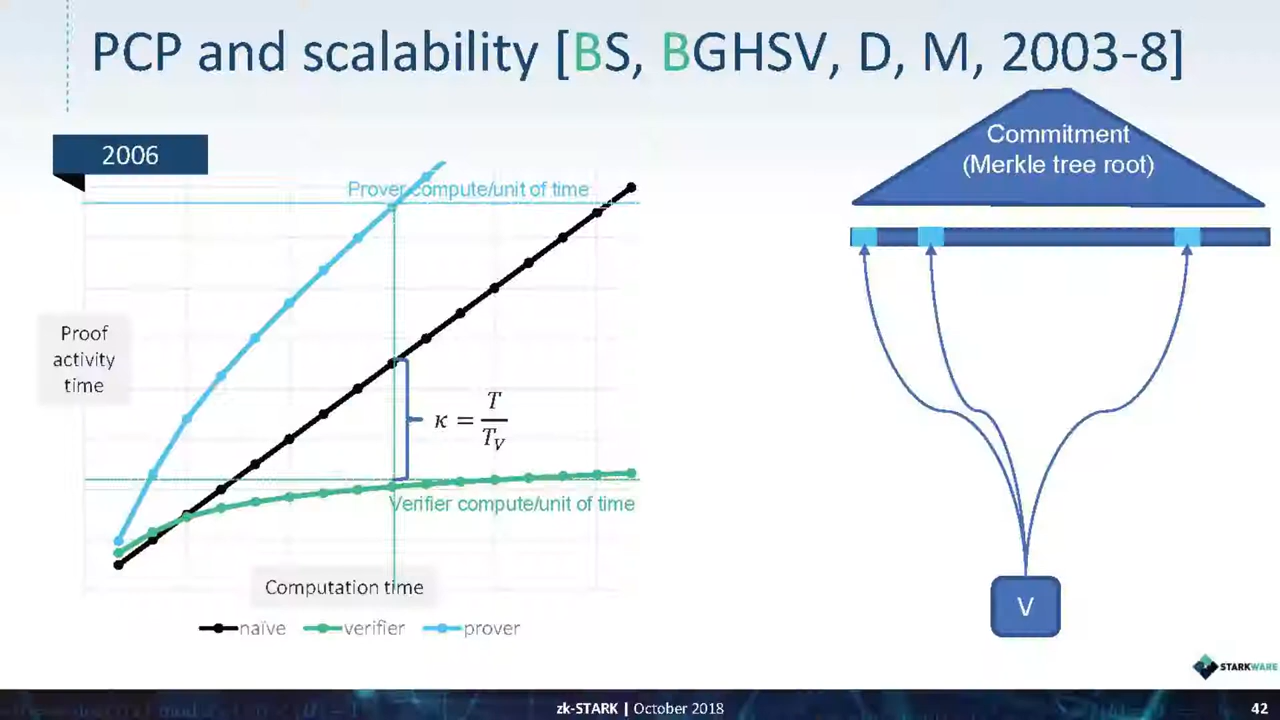 PCP and scalability [BS, BGHSV, D, M, 2003-8]
2006
Commitment
(Merkle tree root)
Prover compute/unit of time
Proof
activity
time
κ = T/T_V
Verifier compute/unit of time
Computation time
naïve verifier prover
V
STARKWARE
zk-STARK | October 2018
42